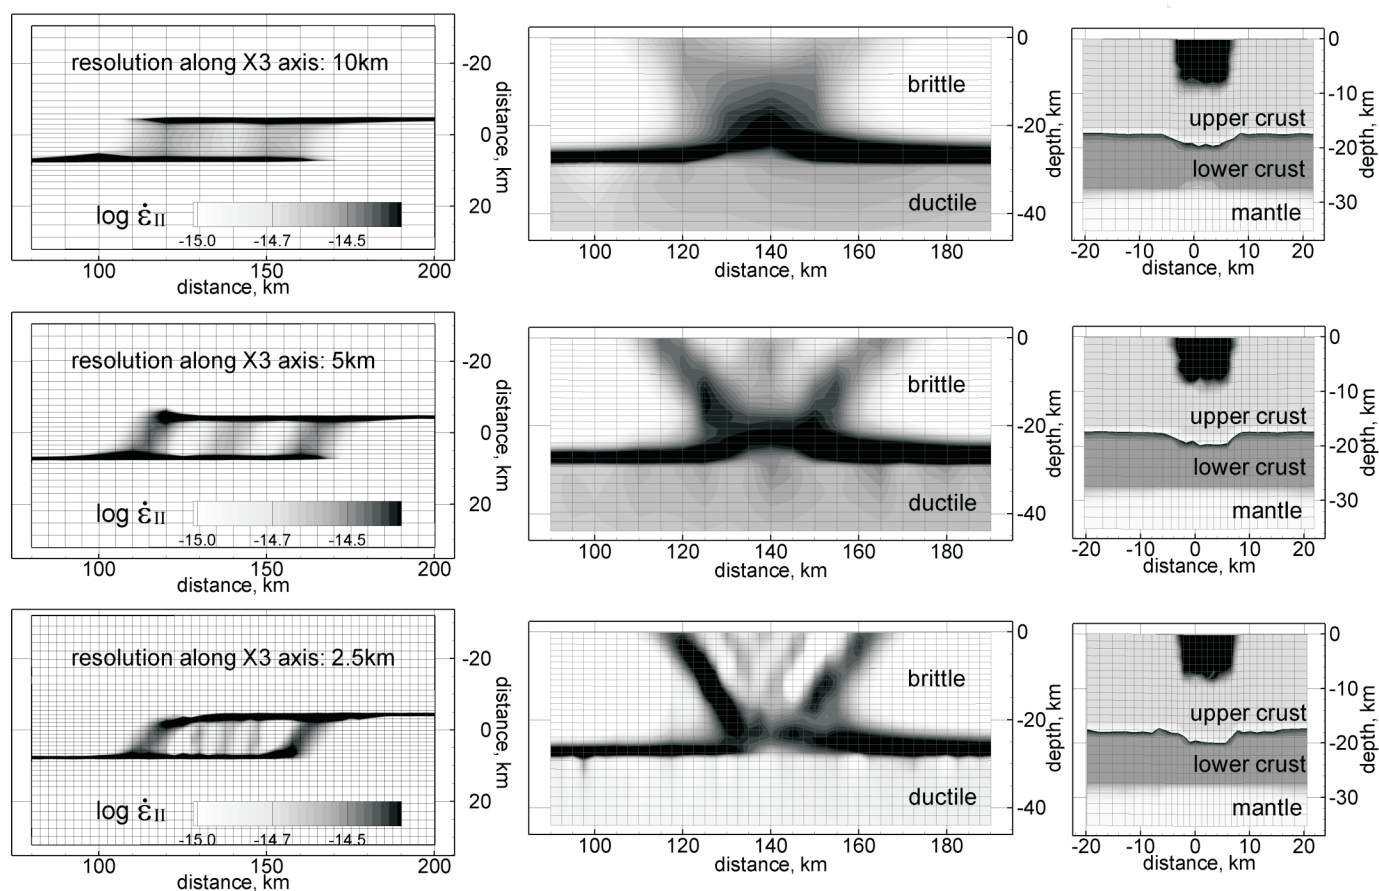 resolution along X3 axis: 10km
-20
0
20
distance, km
log ε̇II
-15.0 -14.7 -14.5
100 150 200
distance, km
brittle
ductile
0
-20
-40
depth, km
100 120 140 160 180
distance, km
upper crust
lower crust
mantle
0
-10
-20
-30
depth, km
-20 -10 0 10 20
distance, km
resolution along X3 axis: 5km
-20
0
20
distance, km
log ε̇II
-15.0 -14.7 -14.5
100 150 200
distance, km
brittle
ductile
0
-20
-40
depth, km
100 120 140 160 180
distance, km
upper crust
lower crust
mantle
0
-10
-20
-30
depth, km
-20 -10 0 10 20
distance, km
resolution along X3 axis: 2.5km
-20
0
20
distance, km
log ε̇II
-15.0 -14.7 -14.5
100 150 200
distance, km
brittle
ductile
0
-20
-40
depth, km
100 120 140 160 180
distance, km
upper crust
lower crust
mantle
0
-10
-20
-30
depth, km
-20 -10 0 10 20
distance, km